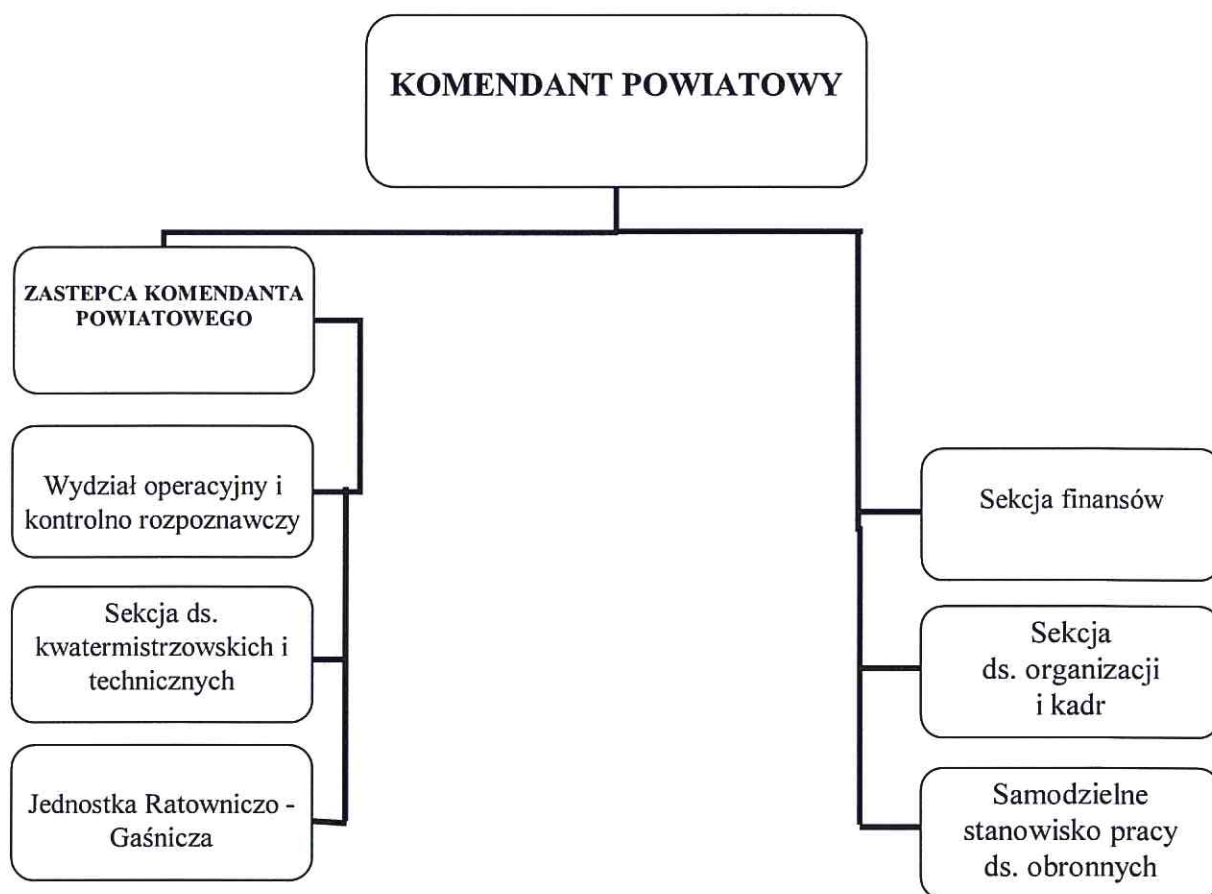 KOMENDANT POWIATOWY
ZASTEPCA KOMENDANTA
POWIATOWEGO
Wydział operacyjny i
kontrolno rozpoznawczy
Sekcja ds.
kwatermistrzowskich i
technicznych
Jednostka Ratowniczo -
Gaśnicza
Sekcja finansów
Sekcja
ds. organizacji
i kadr
Samodzielne
stanowisko pracy
ds. obronnych